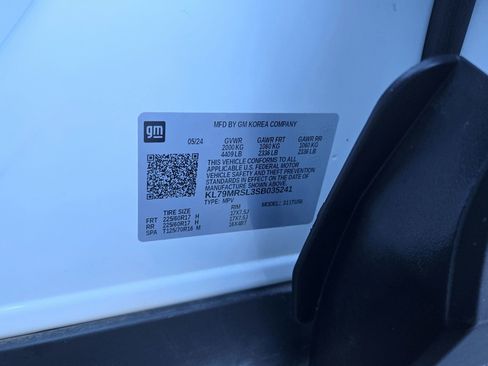 gm
MFD BY GM KOREA COMPANY
05/24 GVWR GAWR FRT GAWR RR
2000 KG 1060 KG 1060 KG
4409 LB 2336 LB 2336 LB
THIS VEHICLE CONFORMS TO ALL
APPLICABLE U.S. FEDERAL MOTOR
VEHICLE SAFETY AND THEFT PREVENTION
STANDARDS IN EFFECT ON THE DATE OF
MANUFACTURE SHOWN ABOVE.
KL79MRSL3SB035241
TYPE: MPV MODEL:
TIRE SIZE RIM
FRT 225/60R17 H 17X7.5J
RR 225/60R17 H 17X7.5J
SPA T125/70R16 M 16X4BT